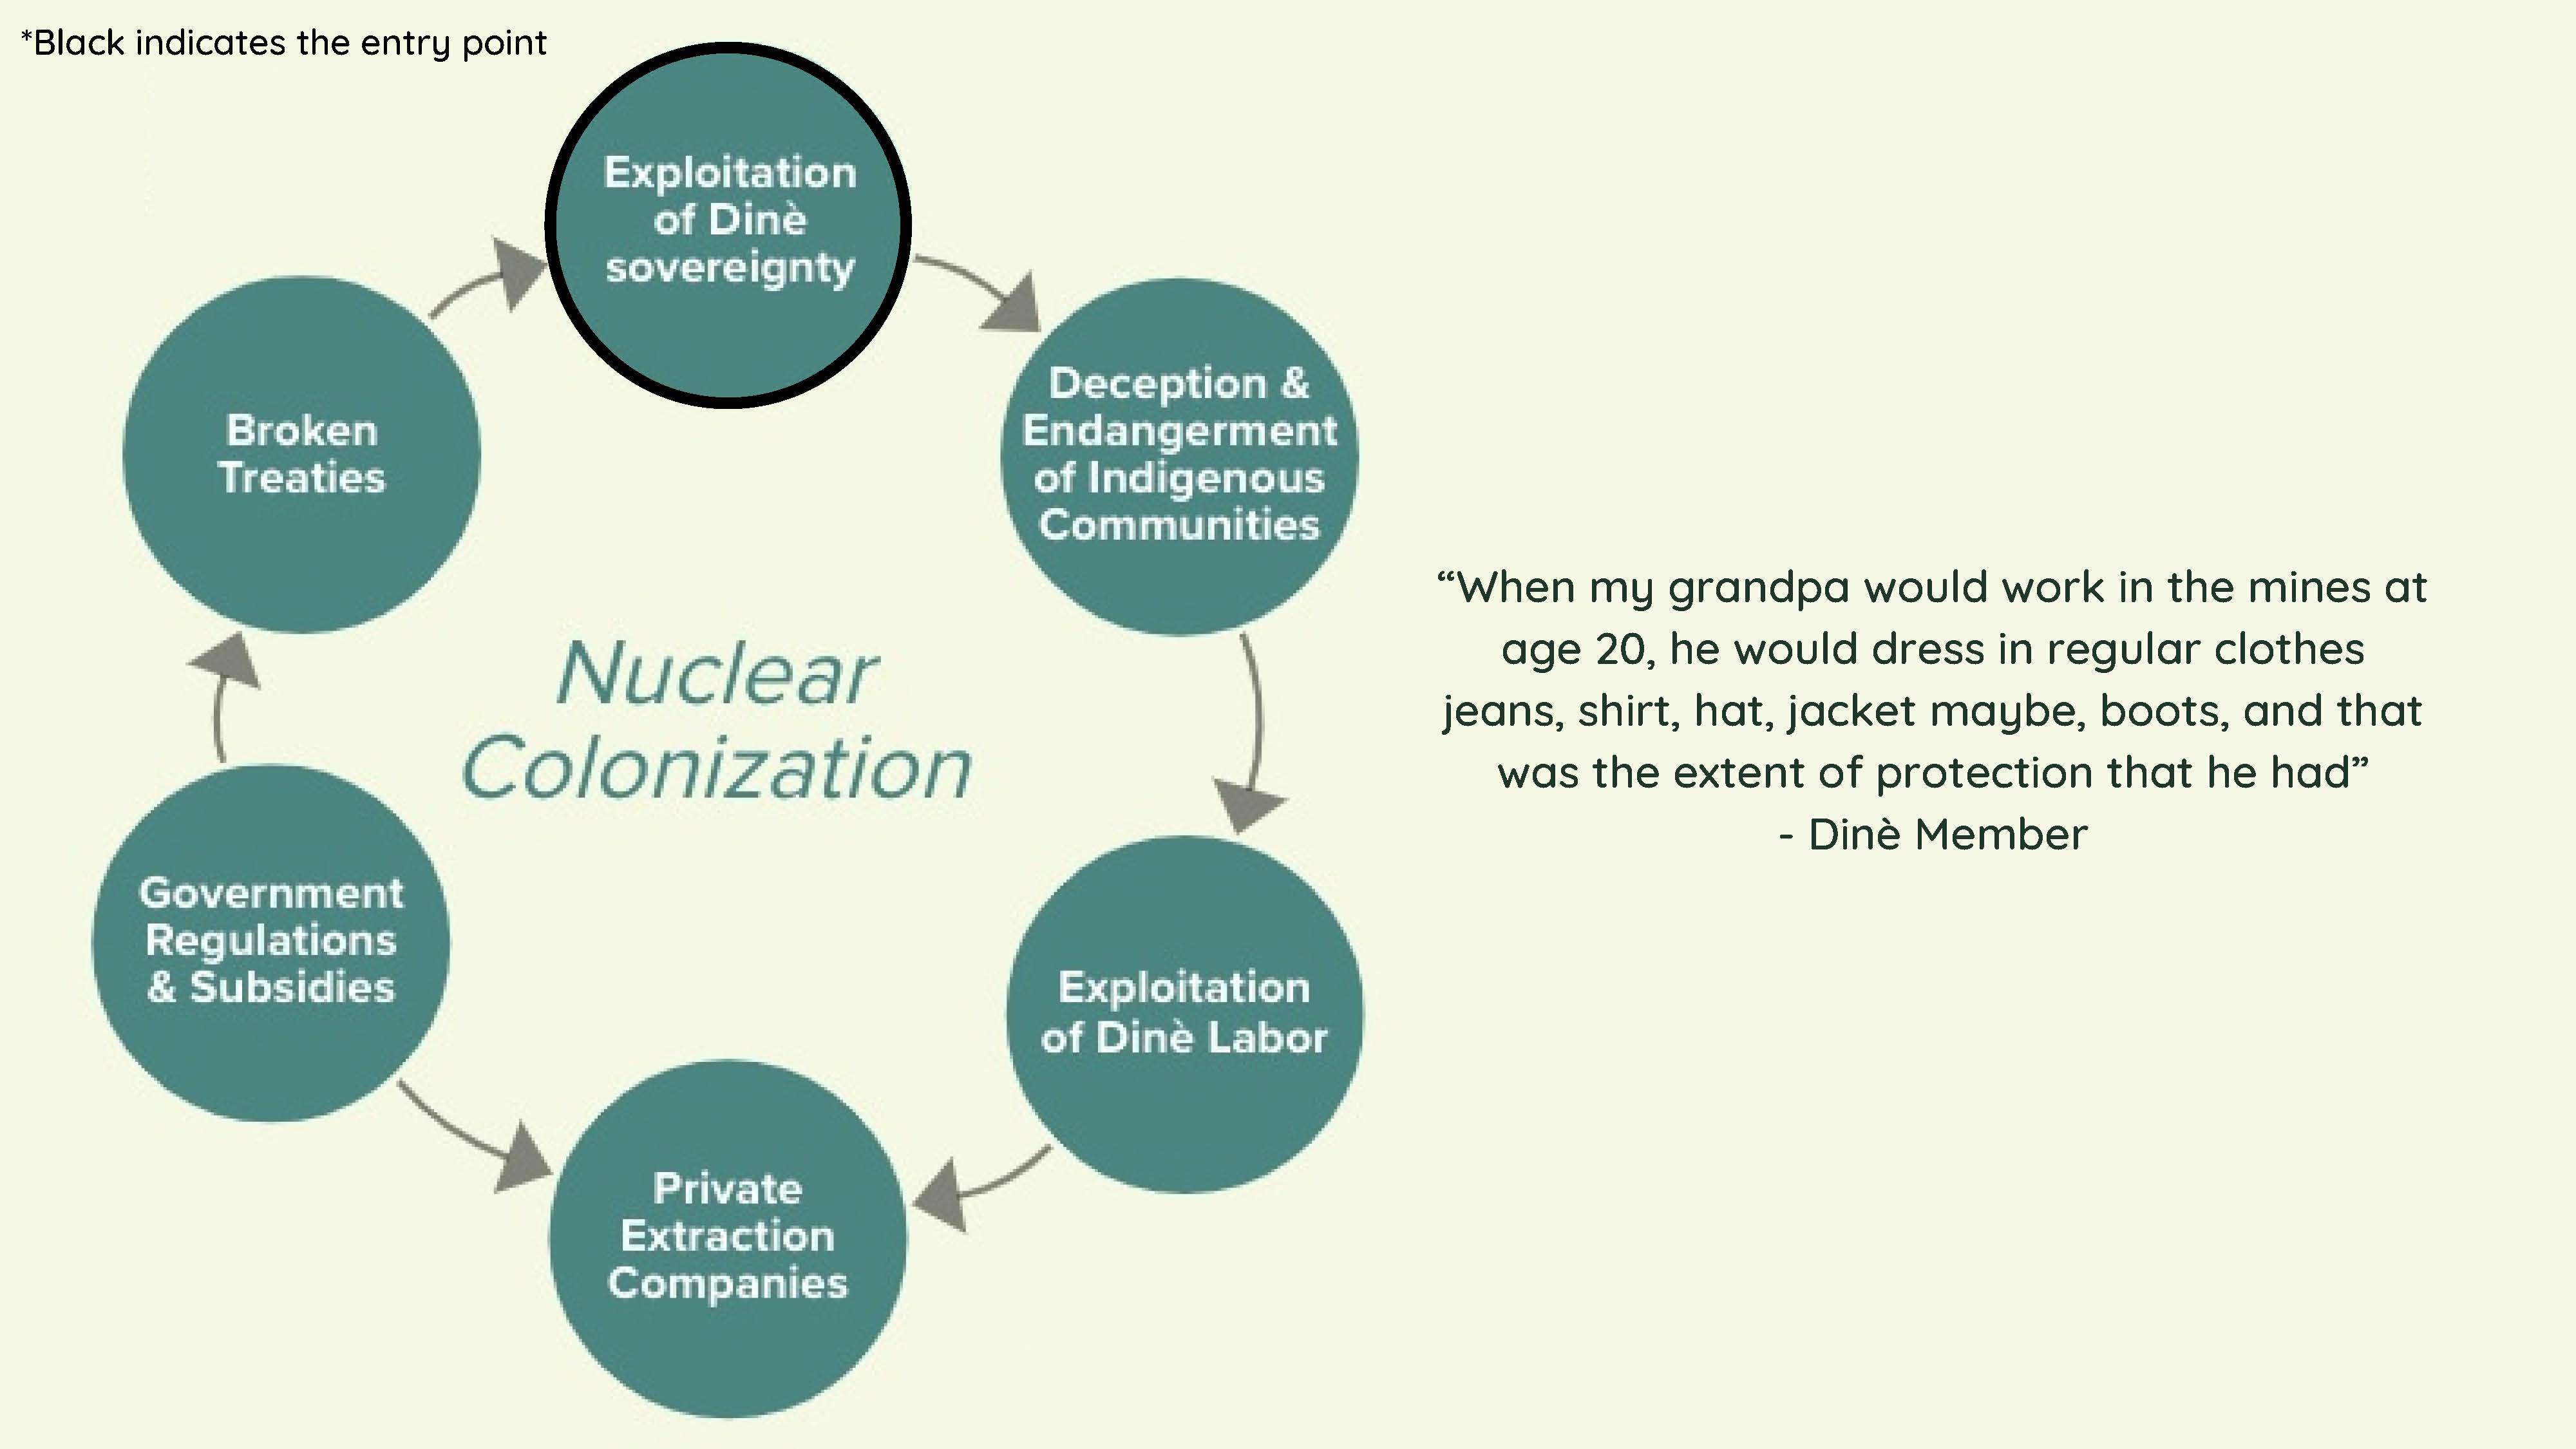 *Black indicates the entry point
Exploitation
of Dinè
sovereignty
Deception &
Endangerment
of Indigenous
Communities
Exploitation
of Dinè Labor
Private
Extraction
Companies
Government
Regulations
& Subsidies
Broken
Treaties
Nuclear
Colonization
“When my grandpa would work in the mines at
age 20, he would dress in regular clothes
jeans, shirt, hat, jacket maybe, boots, and that
was the extent of protection that he had”
- Dinè Member